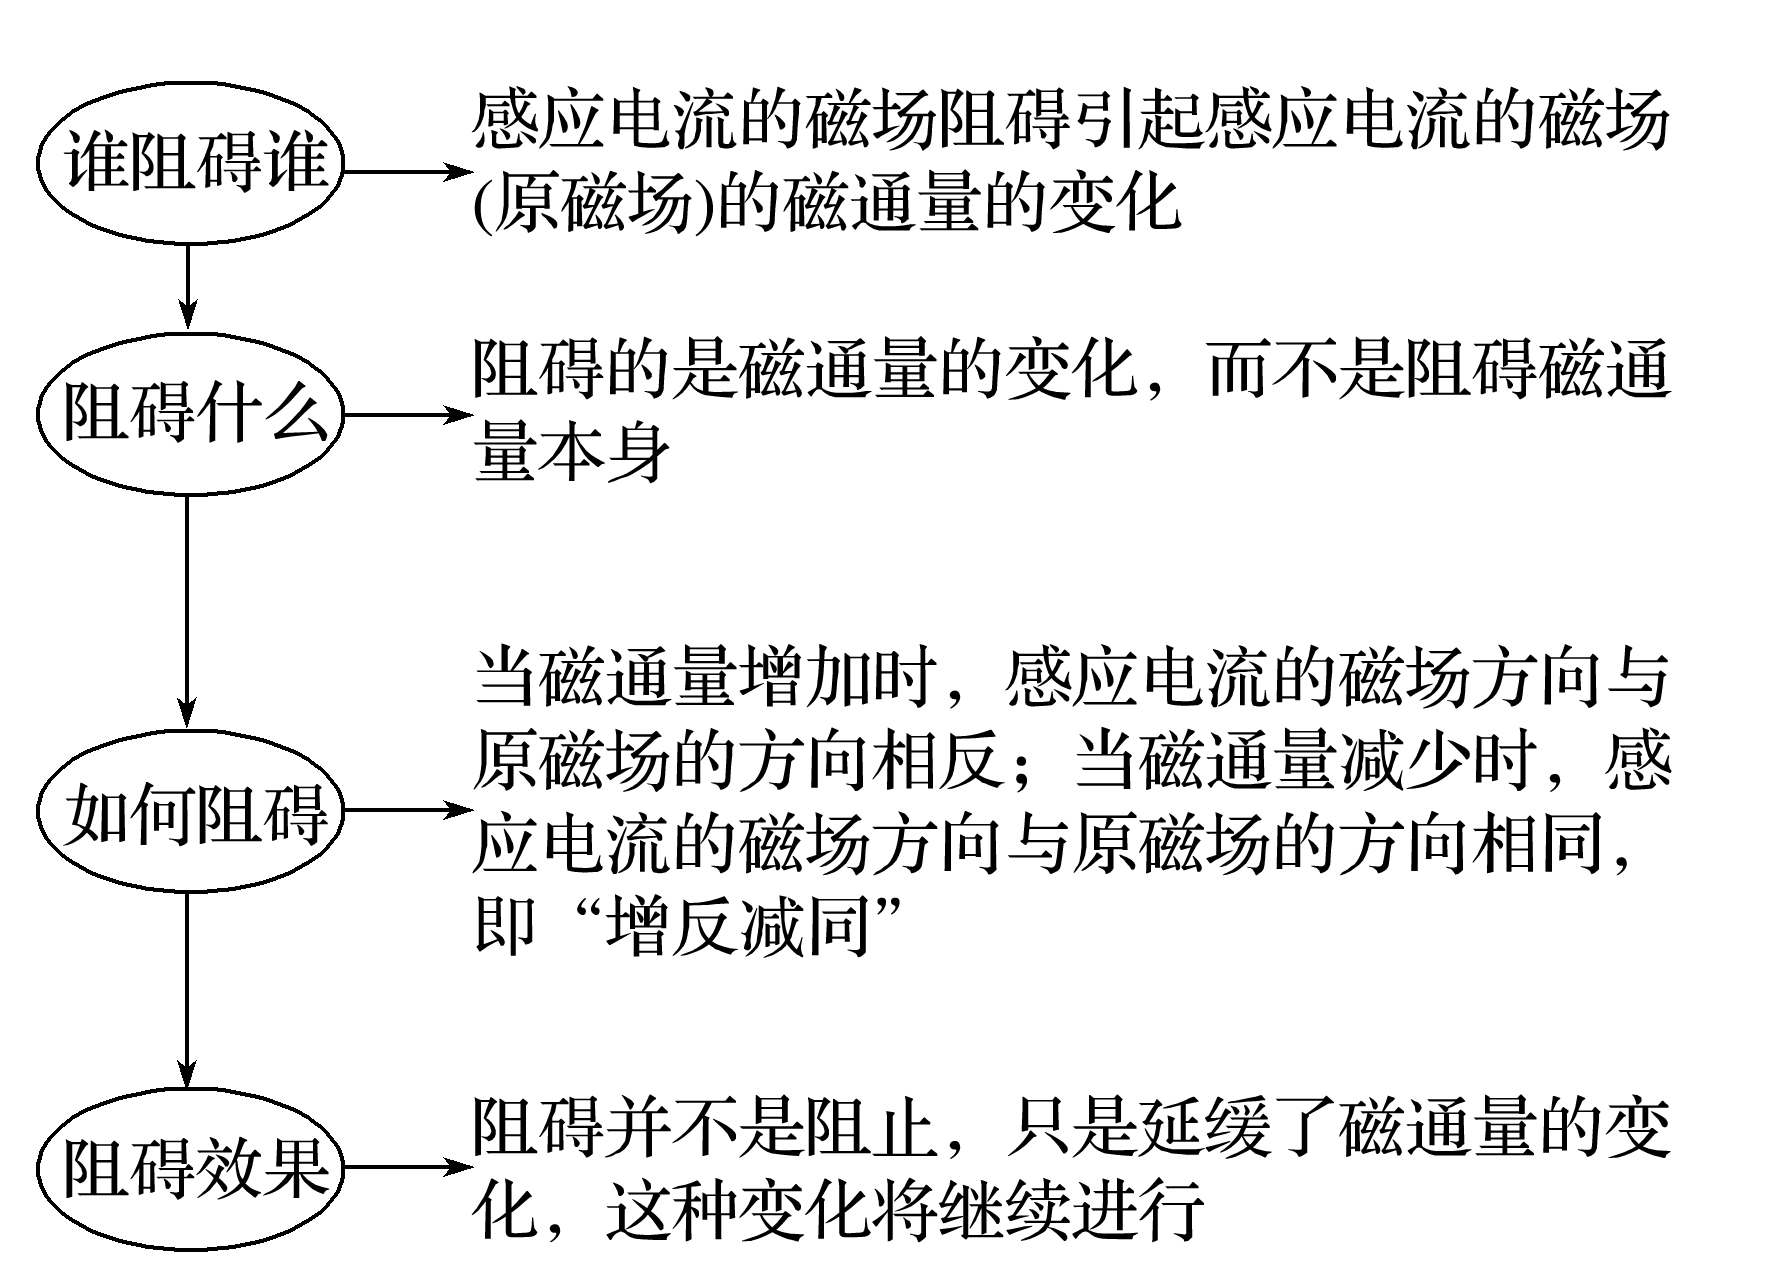 谁阻碍谁
感应电流的磁场阻碍引起感应电流的磁场
(原磁场)的磁通量的变化
阻碍什么
阻碍的是磁通量的变化，而不是阻碍磁通
量本身
如何阻碍
当磁通量增加时，感应电流的磁场方向与
原磁场的方向相反；当磁通量减少时，感
应电流的磁场方向与原磁场的方向相同，
即“增反减同”
阻碍效果
阻碍并不是阻止，只是延缓了磁通量的变
化，这种变化将继续进行